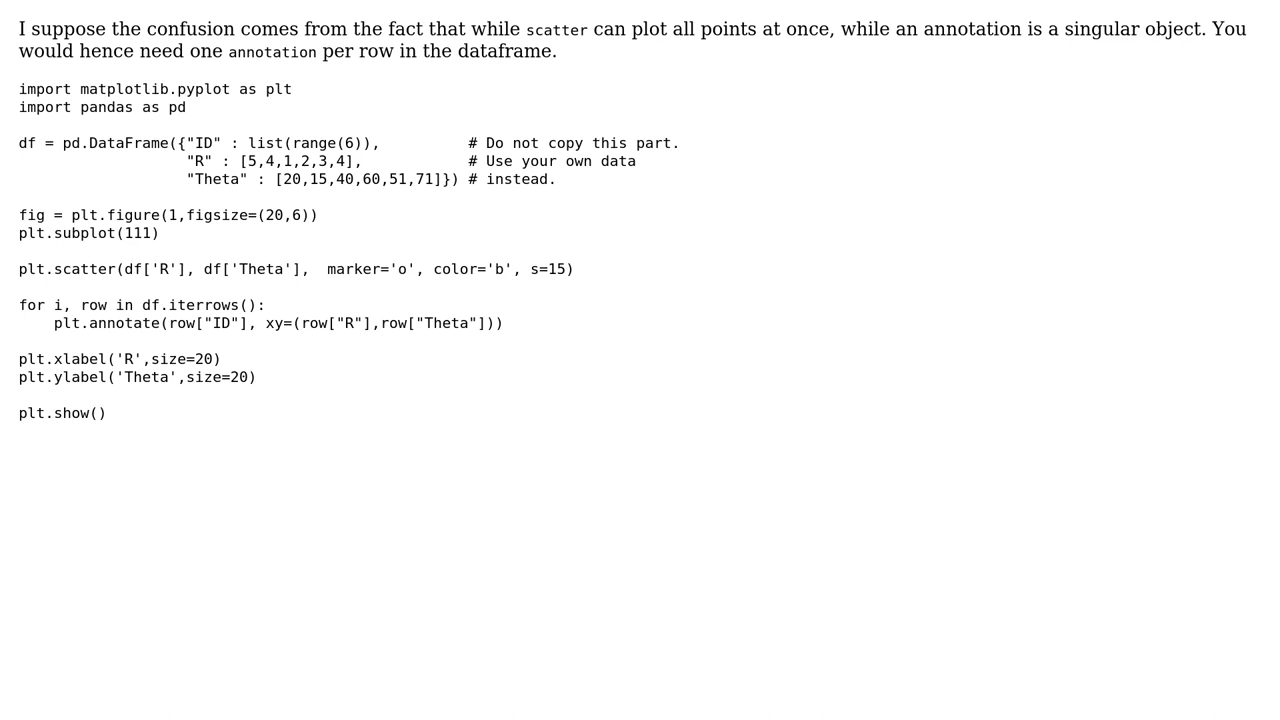 I suppose the confusion comes from the fact that while scatter can plot all points at once, while an annotation is a singular object. You
would hence need one annotation per row in the dataframe.
import matplotlib.pyplot as plt
import pandas as pd
df = pd.DataFrame({"ID" : list(range(6)),          # Do not copy this part.
                   "R" : [5,4,1,2,3,4],            # Use your own data
                   "Theta" : [20,15,40,60,51,71]}) # instead.
fig = plt.figure(1,figsize=(20,6))
plt.subplot(111)
plt.scatter(df['R'], df['Theta'],  marker='o', color='b', s=15)
for i, row in df.iterrows():
    plt.annotate(row["ID"], xy=(row["R"],row["Theta"]))
plt.xlabel('R',size=20)
plt.ylabel('Theta',size=20)
plt.show()